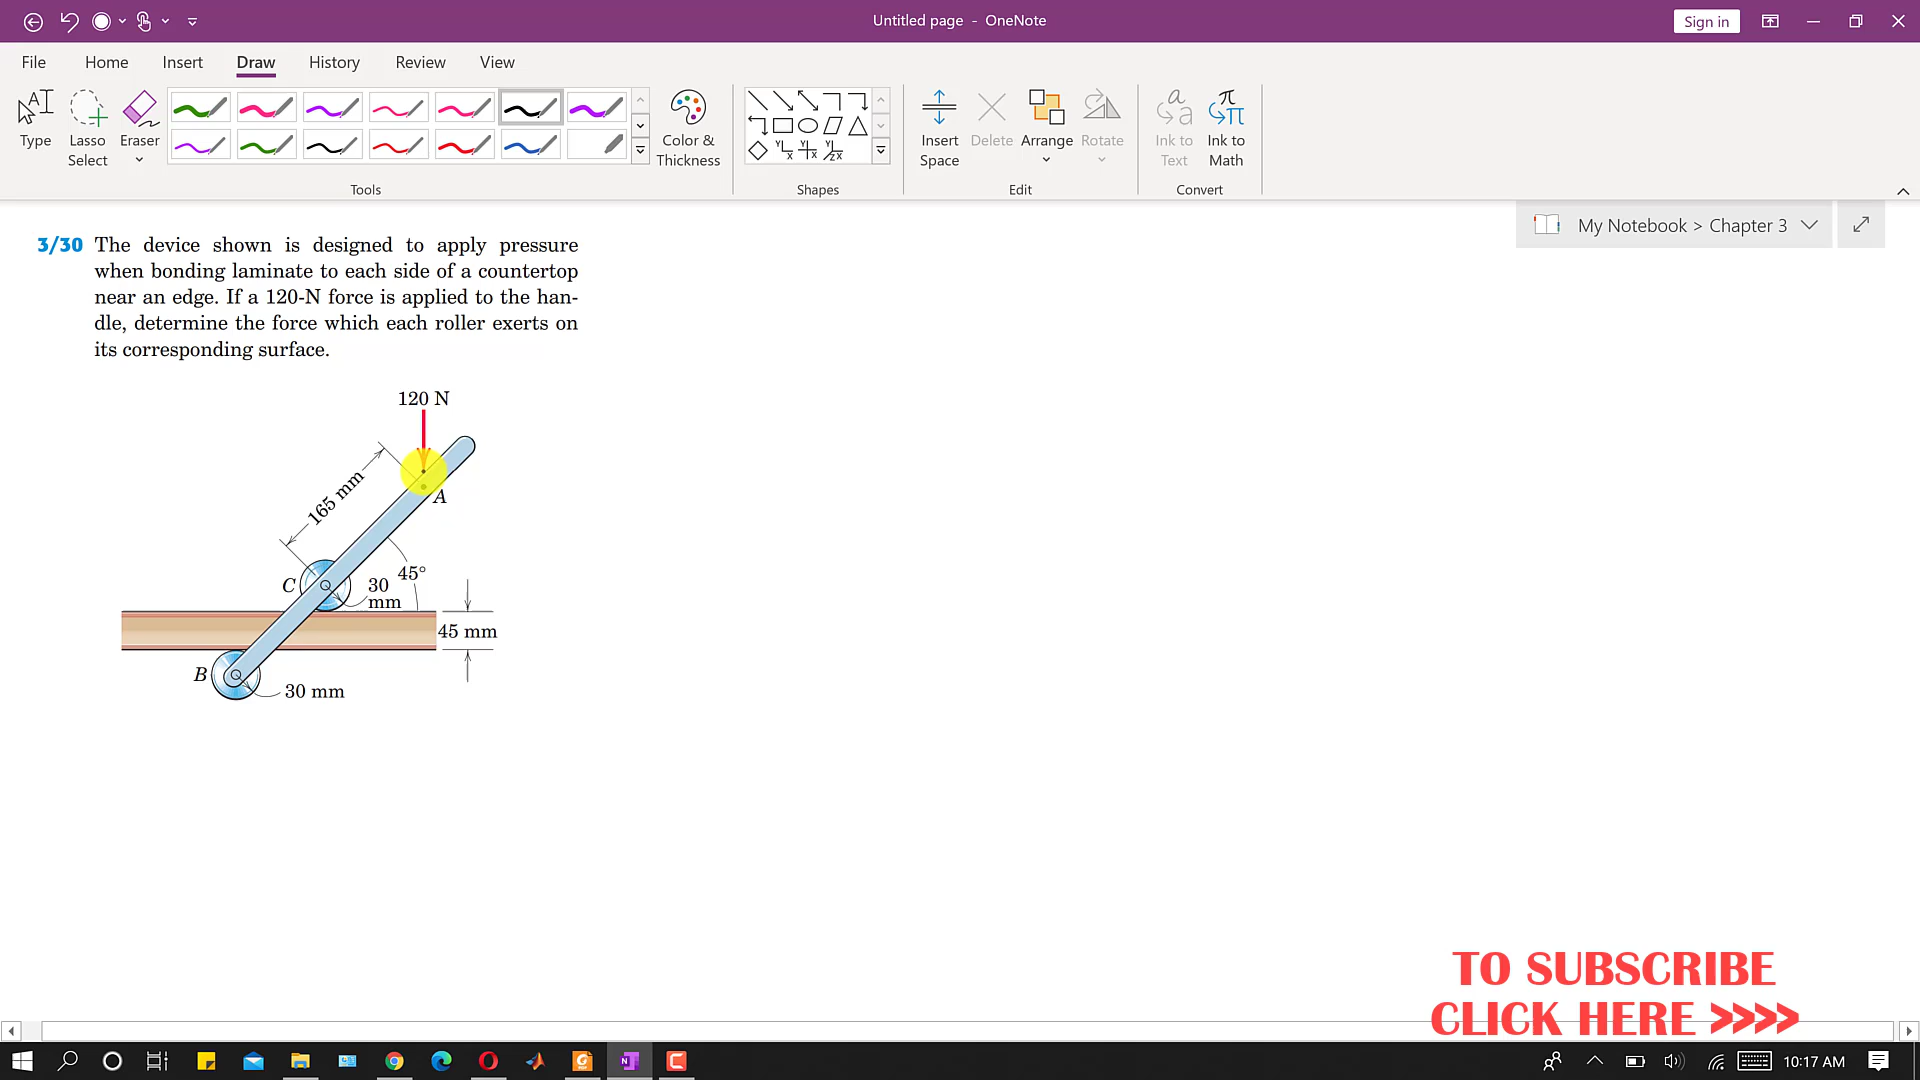 Untitled page - OneNote
Sign in
File Home Insert Draw History Review View
Type
Lasso Select
Eraser
Color & Thickness
Insert Space
Delete
Arrange
Rotate
Ink to Text
Ink to Math
Tools
Shapes
Edit
Convert
My Notebook > Chapter 3
3/30 The device shown is designed to apply pressure
when bonding laminate to each side of a countertop
near an edge. If a 120-N force is applied to the han-
dle, determine the force which each roller exerts on
its corresponding surface.
120 N
165 mm
A
C
45°
30
mm
45 mm
B
30 mm
TO SUBSCRIBE
CLICK HERE >>>>
10:17 AM